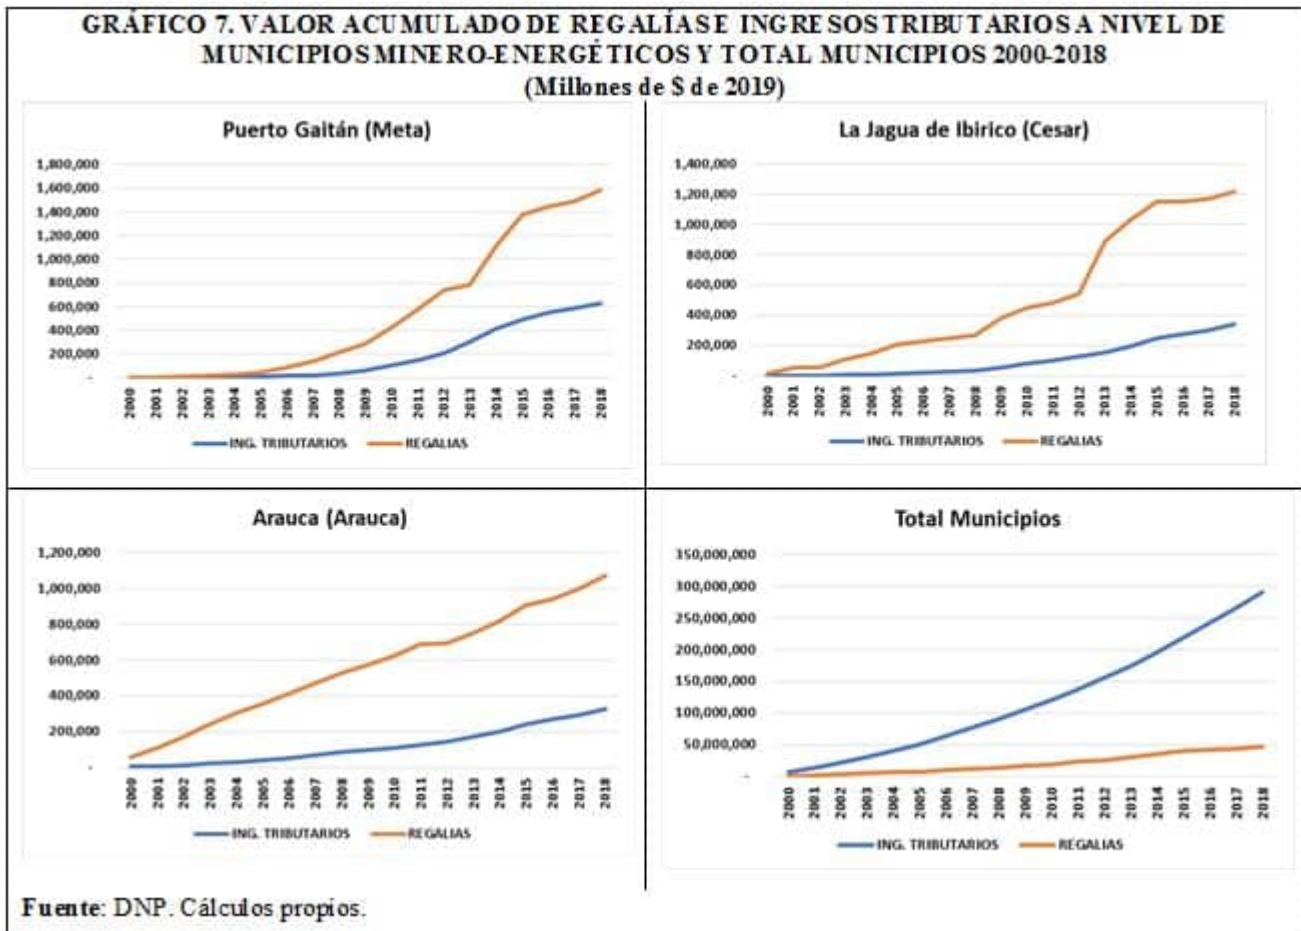 GRÁFICO 7. VALOR ACUMULADO DE REGALÍAS E INGRESOS TRIBUTARIOS A NIVEL DE
MUNICIPIOS MINERO-ENERGÉTICOS Y TOTAL MUNICIPIOS 2000-2018
(Millones de $ de 2019)
Puerto Gaitán (Meta)
1,800,000
1,600,000
1,400,000
1,200,000
1,000,000
800,000
600,000
400,000
200,000
-
2000 2001 2002 2003 2004 2005 2006 2007 2008 2009 2010 2011 2012 2013 2014 2015 2016 2017 2018
ING. TRIBUTARIOS REGALIAS
La Jagua de Ibirico (Cesar)
1,400,000
1,200,000
1,000,000
800,000
600,000
400,000
200,000
-
2000 2001 2002 2003 2004 2005 2006 2007 2008 2009 2010 2011 2012 2013 2014 2015 2016 2017 2018
ING. TRIBUTARIOS REGALIAS
Arauca (Arauca)
1,200,000
1,000,000
800,000
600,000
400,000
200,000
-
2000 2001 2002 2003 2004 2005 2006 2007 2008 2009 2010 2011 2012 2013 2014 2015 2016 2017 2018
ING. TRIBUTARIOS REGALIAS
Total Municipios
350,000,000
300,000,000
250,000,000
200,000,000
150,000,000
100,000,000
50,000,000
-
2000 2001 2002 2003 2004 2005 2006 2007 2008 2009 2010 2011 2012 2013 2014 2015 2016 2017 2018
ING. TRIBUTARIOS REGALIAS
Fuente: DNP. Cálculos propios.